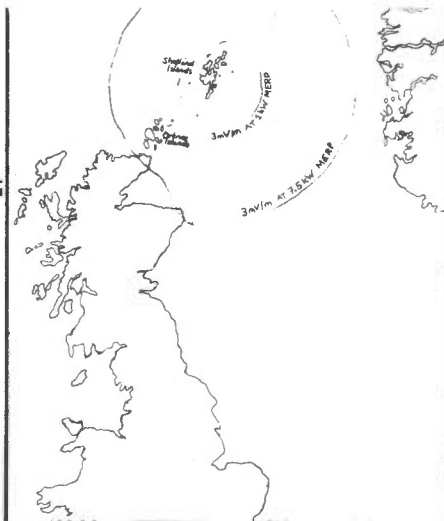 Shetland
Islands
Orkney
Islands
3mV/m AT 1kW MERP
3mV/m AT 7.5kW MERP